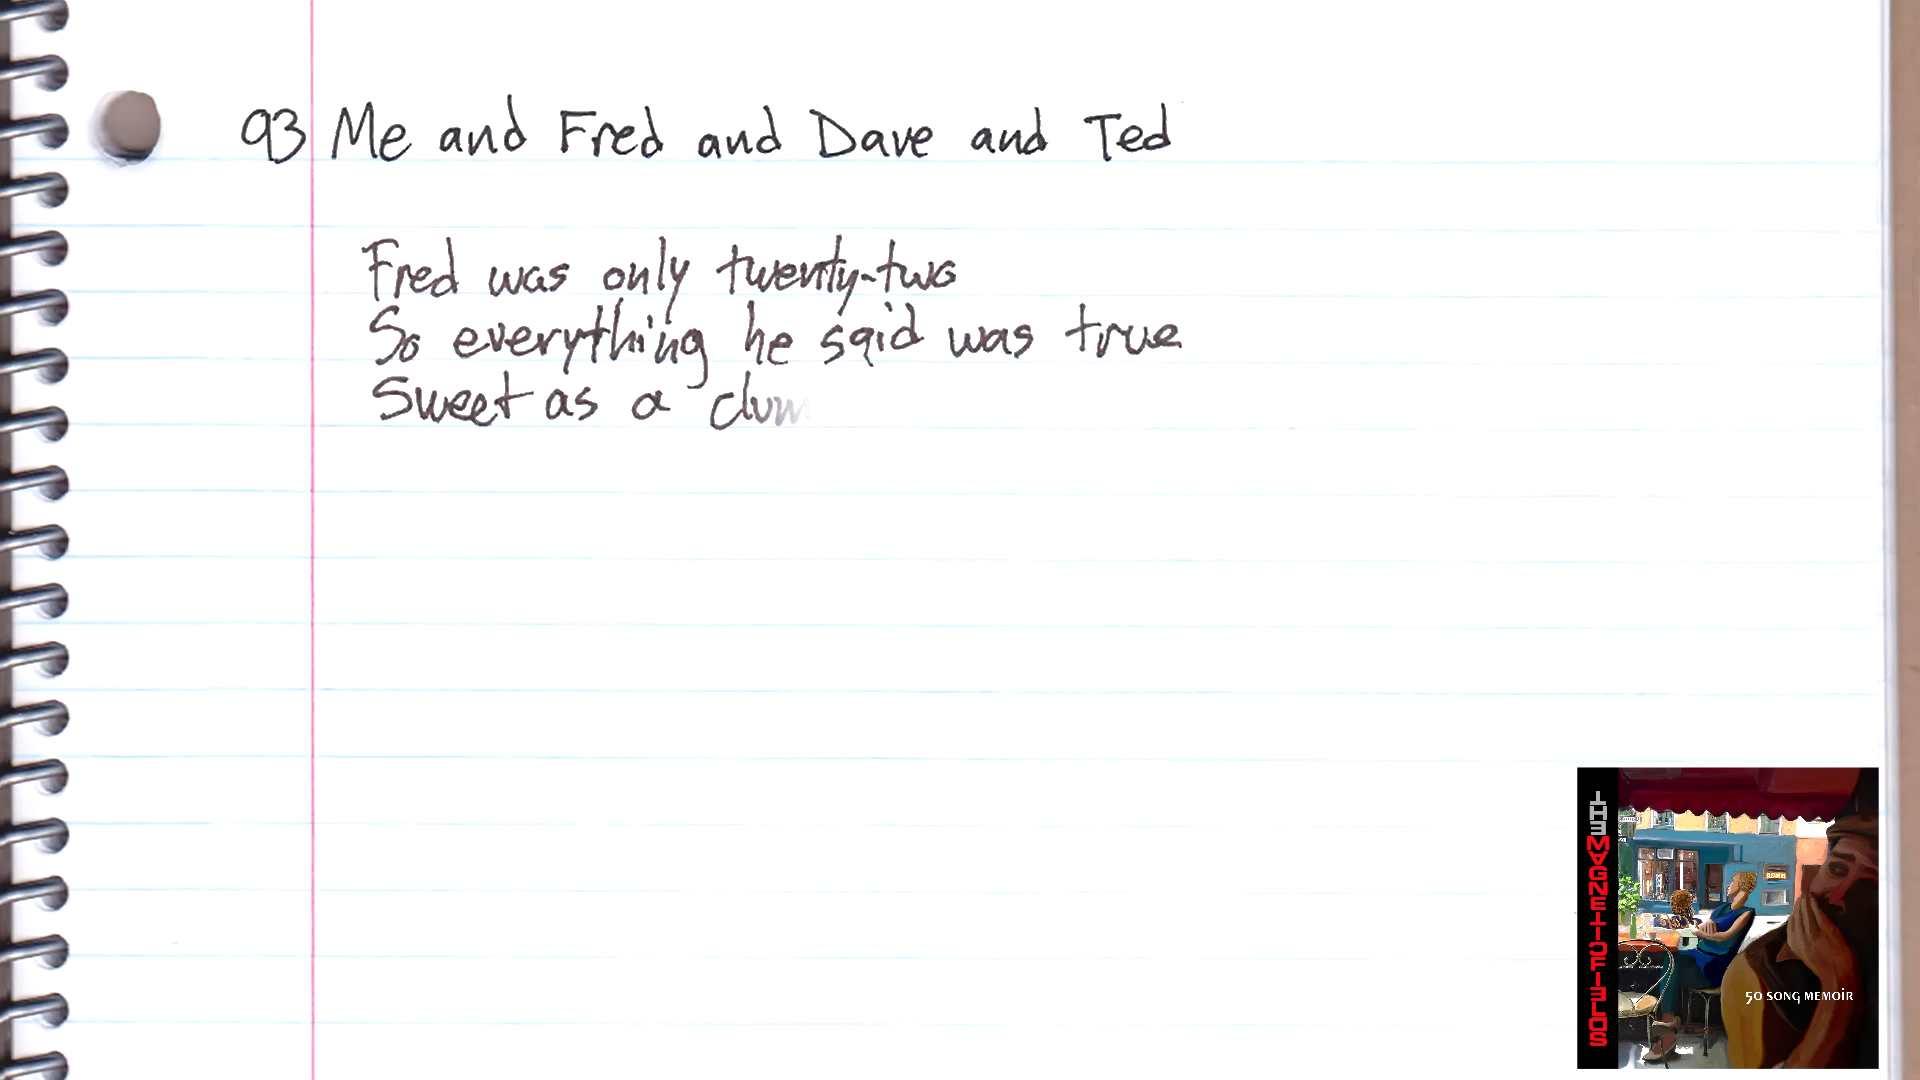 93 Me and Fred and Dave and Ted
Fred was only twenty-two
So everything he said was true
Sweet as a
THE MAGNETIC FIELDS
50 SONG MEMOIR